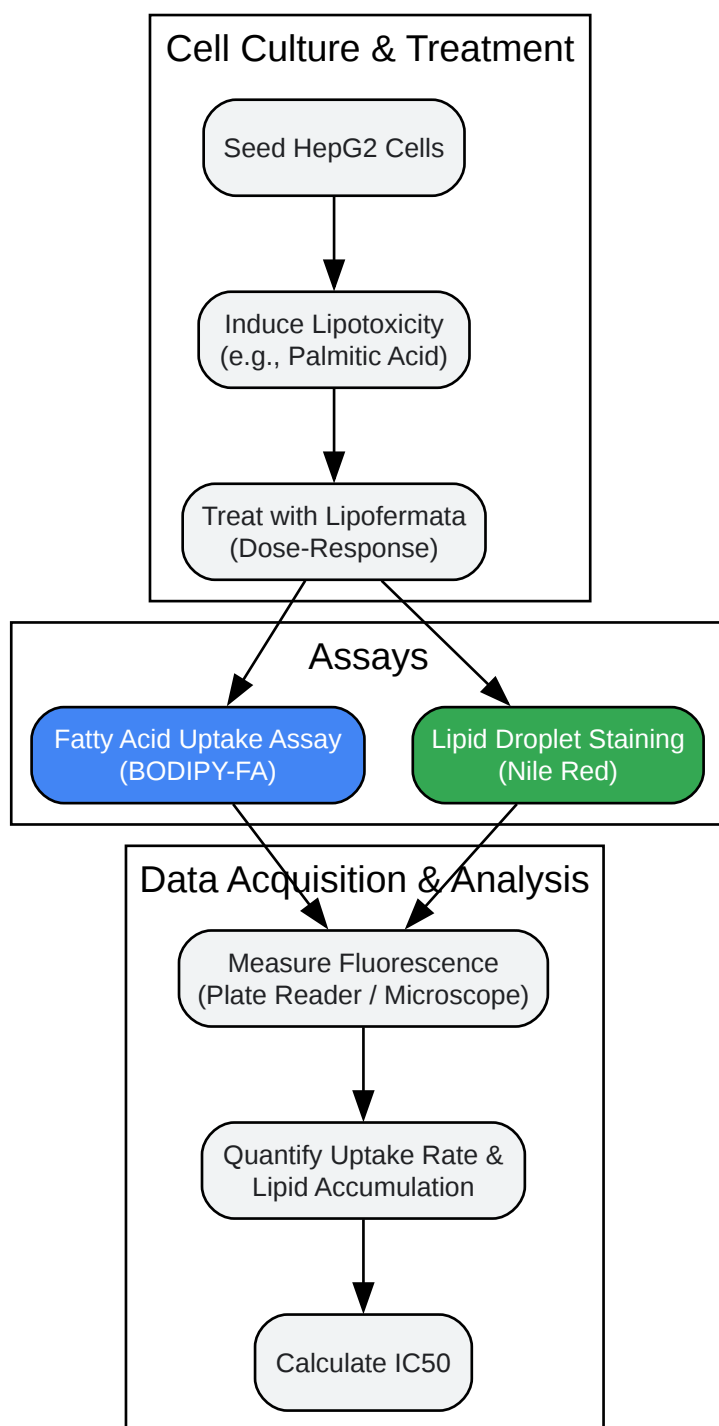 Cell Culture & Treatment
Seed HepG2 Cells
Induce Lipotoxicity
(e.g., Palmitic Acid)
Treat with Lipofermata
(Dose-Response)
Assays
Fatty Acid Uptake Assay
(BODIPY-FA)
Lipid Droplet Staining
(Nile Red)
Data Acquisition & Analysis
Measure Fluorescence
(Plate Reader / Microscope)
Quantify Uptake Rate &
Lipid Accumulation
Calculate IC50